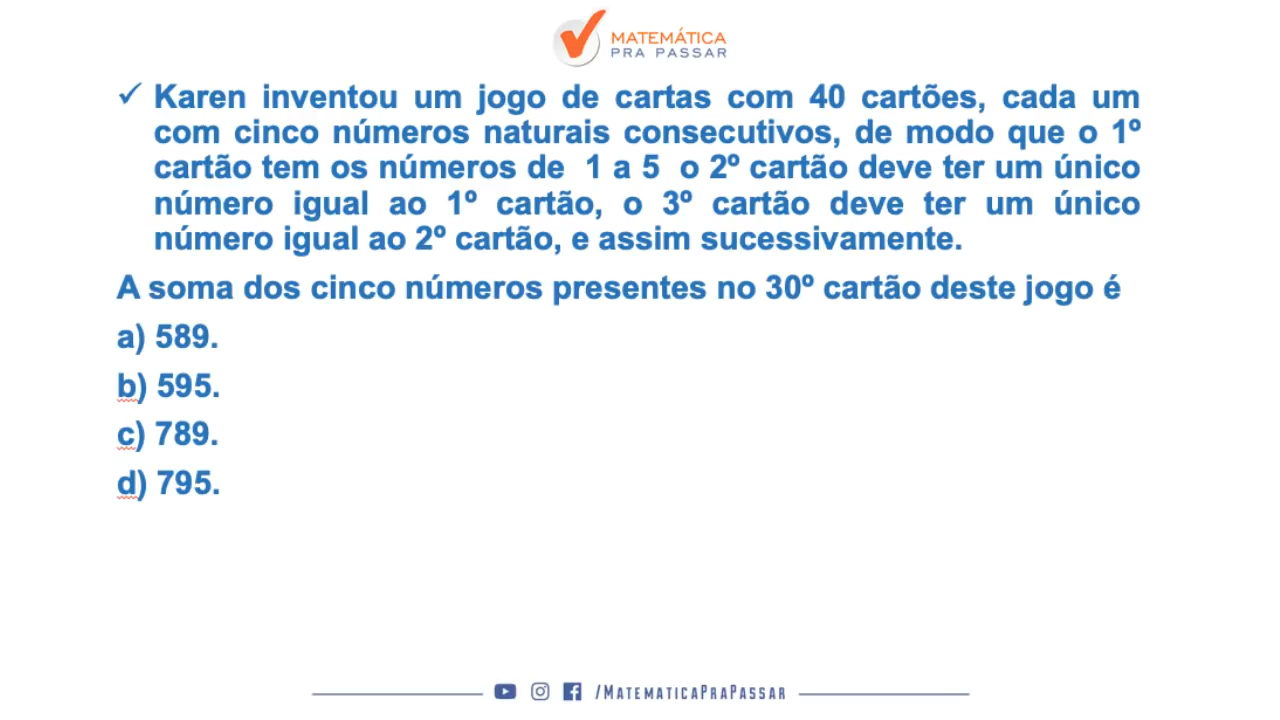 MATEMÁTICA
PRA PASSAR
✓ Karen inventou um jogo de cartas com 40 cartões, cada um
com cinco números naturais consecutivos, de modo que o 1º
cartão tem os números de 1 a 5 o 2º cartão deve ter um único
número igual ao 1º cartão, o 3º cartão deve ter um único
número igual ao 2º cartão, e assim sucessivamente.
A soma dos cinco números presentes no 30º cartão deste jogo é
a) 589.
b) 595.
c) 789.
d) 795.
/MatematicaPraPassar